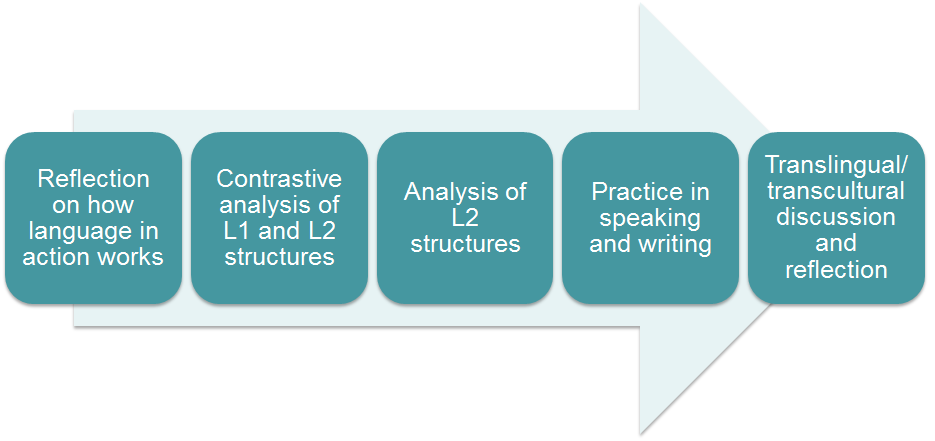 Reflection
on how
language in
action works
Contrastive
analysis of
L1 and L2
structures
Analysis of
L2
structures
Practice in
speaking
and writing
Translingual/
transcultural
discussion
and
reflection